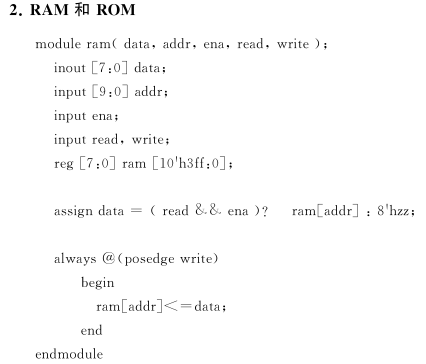 2. RAM 和 ROM
module ram( data, addr, ena, read, write );
inout [7:0] data;
input [9:0] addr;
input ena;
input read, write;
reg [7:0] ram [10'h3ff:0];
assign data = ( read && ena )? ram[addr] : 8'hzz;
always @(posedge write)
begin
ram[addr]<=data;
end
endmodule